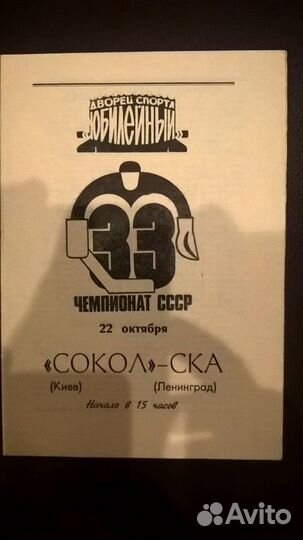 ДВОРЕЦ СПОРТА
«ЮБИЛЕЙНЫЙ»
33
ЧЕМПИОНАТ СССР
22 октября
«СОКОЛ»-СКА
(Киев) (Ленинград)
Начало в 15 часов
Avito